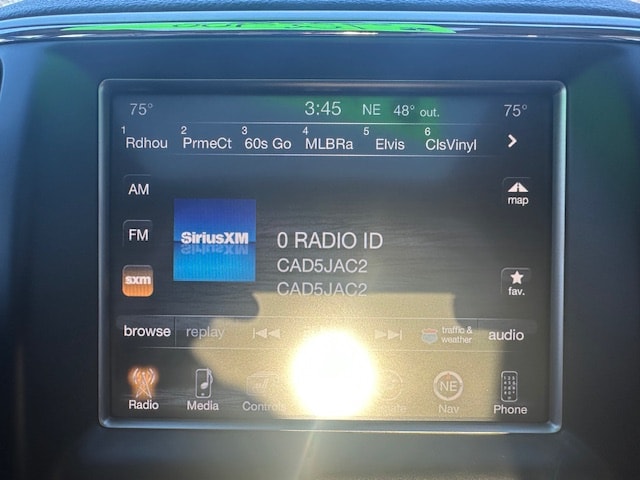 75° 3:45 NE 48° out. 75°
1 Rdhou 2 PrmeCt 3 60s Go 4 MLBRa 5 Elvis 6 ClsVinyl
AM
map
FM
SiriusXM
0 RADIO ID
CAD5JAC2
CAD5JAC2
sxm
fav.
browse replay traffic & weather audio
Radio Media Controls NE Nav Phone